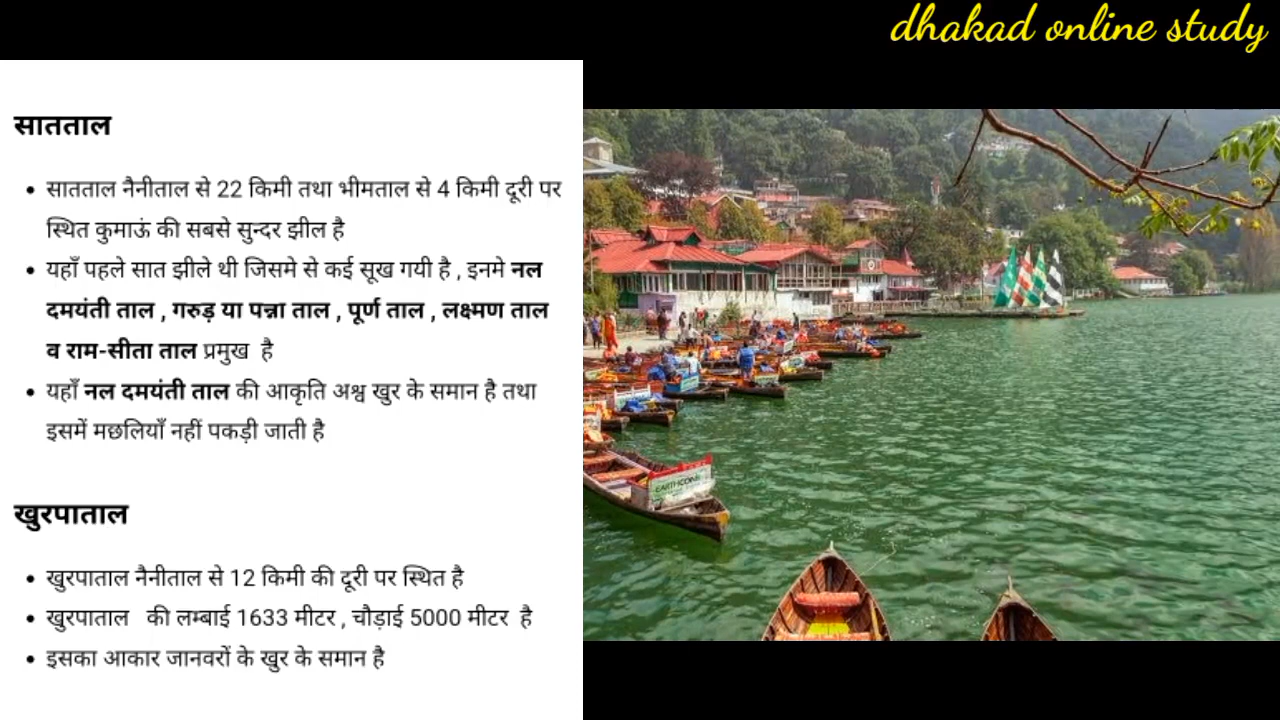 dhakad online study
सातताल
• सातताल नैनीताल से 22 किमी तथा भीमताल से 4 किमी दूरी पर
स्थित कुमाऊं की सबसे सुन्दर झील है
• यहाँ पहले सात झीले थी जिसमे से कई सूख गयी है , इनमे नल
दमयंती ताल , गरुड़ या पन्ना ताल , पूर्ण ताल , लक्ष्मण ताल
व राम-सीता ताल प्रमुख है
• यहाँ नल दमयंती ताल की आकृति अश्व खुर के समान है तथा
इसमें मछलियाँ नहीं पकड़ी जाती है
खुरपाताल
• खुरपाताल नैनीताल से 12 किमी की दूरी पर स्थित है
• खुरपाताल की लम्बाई 1633 मीटर , चौड़ाई 5000 मीटर है
• इसका आकार जानवरों के खुर के समान है
EARTHCON